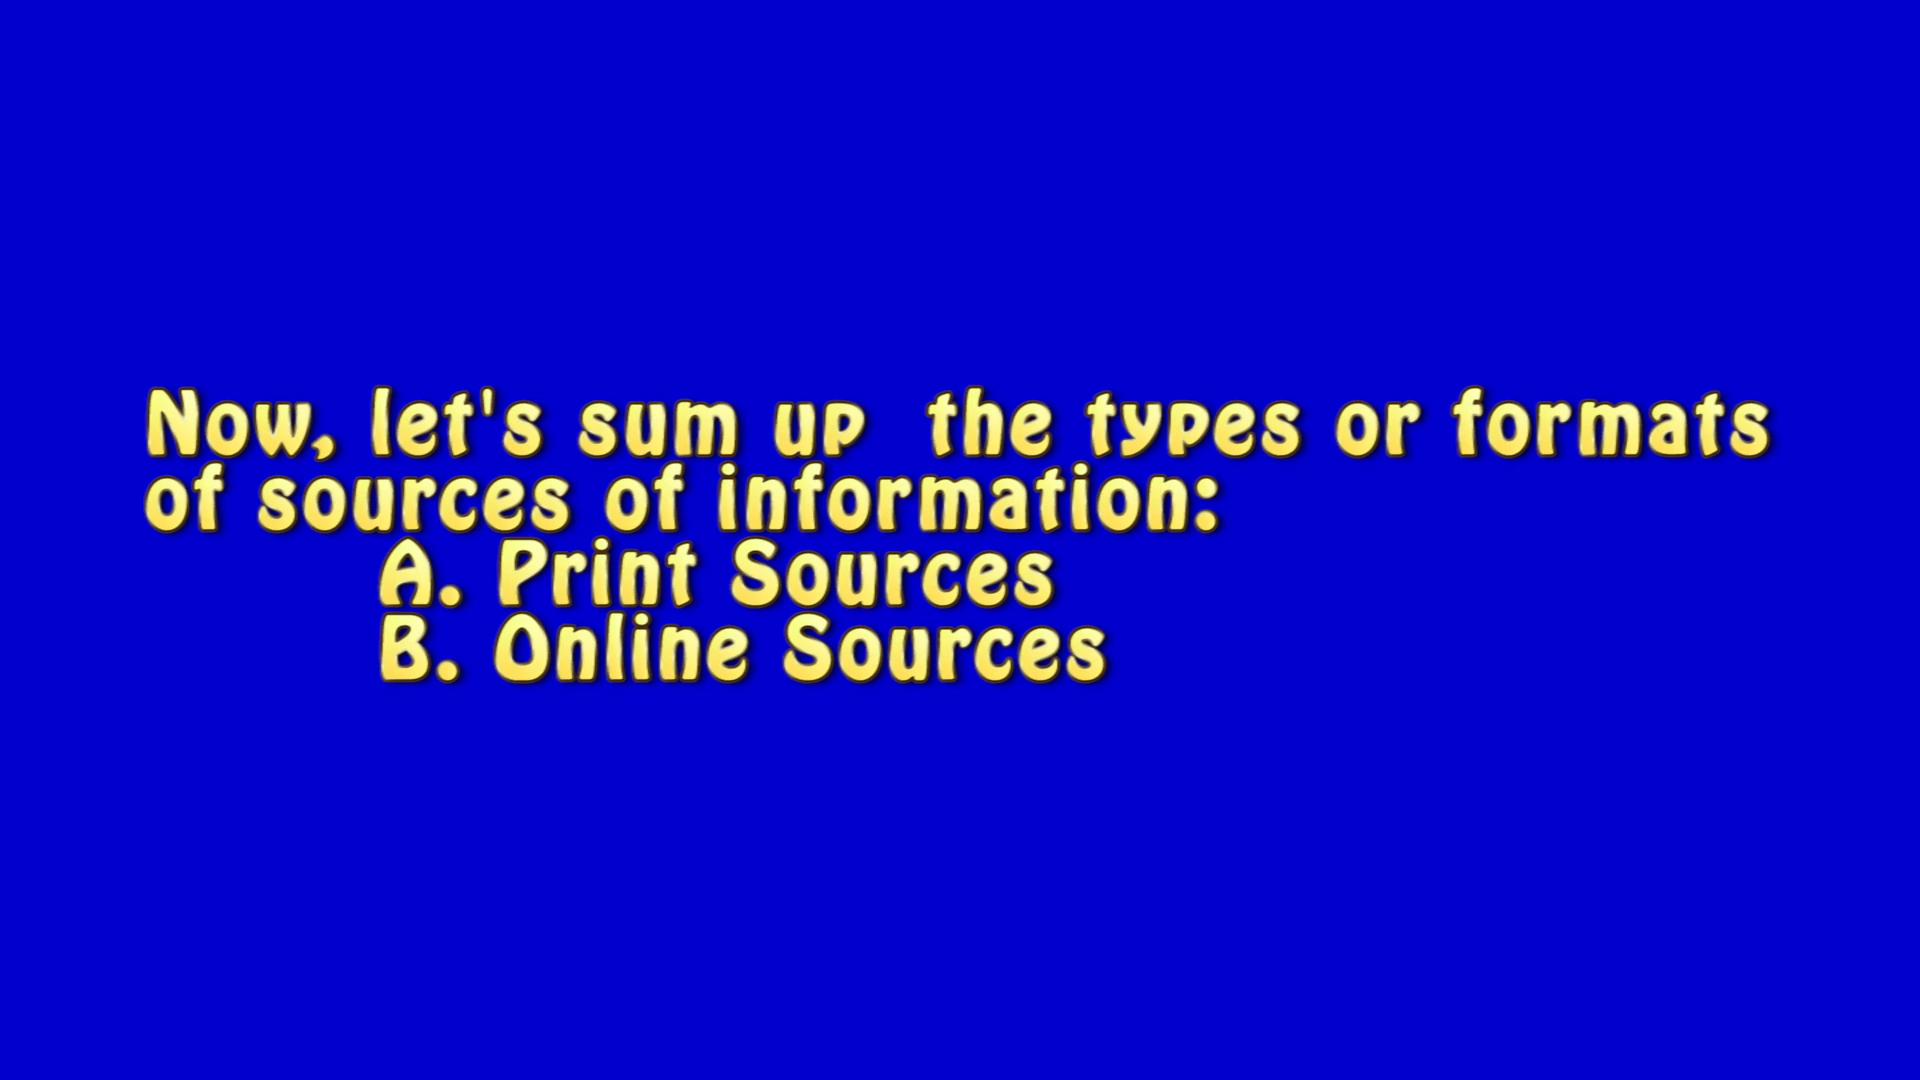 Now, let's sum up  the types or formats
of sources of information:
A. Print Sources
B. Online Sources